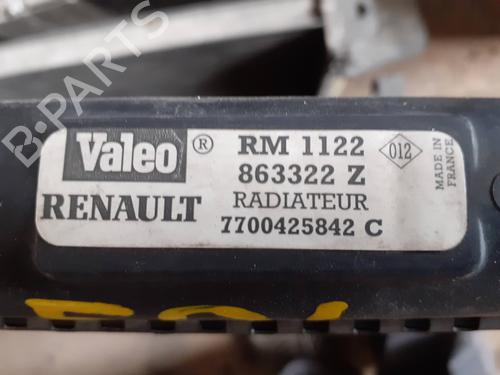 Valeo ® RM 1122 012
863322 Z
RENAULT RADIATEUR
7700425842 C
MADE IN
FRANCE
B-PARTS